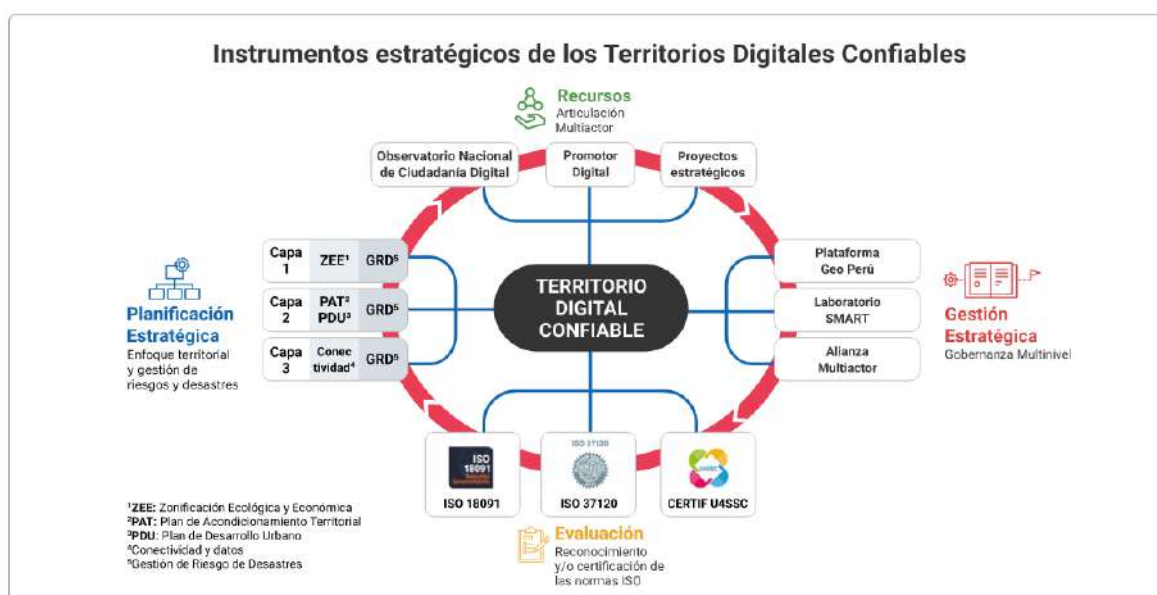 Instrumentos estratégicos de los Territorios Digitales Confiables
Recursos
Articulación
Multiactor
Observatorio Nacional
de Ciudadanía Digital
Promotor
Digital
Proyectos
estratégicos
Planificación
Estratégica
Enfoque territorial
y gestión de
riesgos y desastres
Capa
1
ZEE¹
GRD⁵
Capa
2
PAT²
PDU³
GRD⁵
Capa
3
Conec
tividad⁴
GRD⁵
TERRITORIO
DIGITAL
CONFIABLE
Plataforma
Geo Perú
Laboratorio
SMART
Alianza
Multiactor
Gestión
Estratégica
Gobernanza Multinivel
ISO
18091
ISO 18091
ISO 37120
ISO 37120
CERTIF U4SSC
Evaluación
Reconocimiento
y/o certificación de
las normas ISO
¹ZEE: Zonificación Ecológica y Económica
²PAT: Plan de Acondicionamiento Territorial
³PDU: Plan de Desarrollo Urbano
⁴Conectividad y datos
⁵Gestión de Riesgo de Desastres